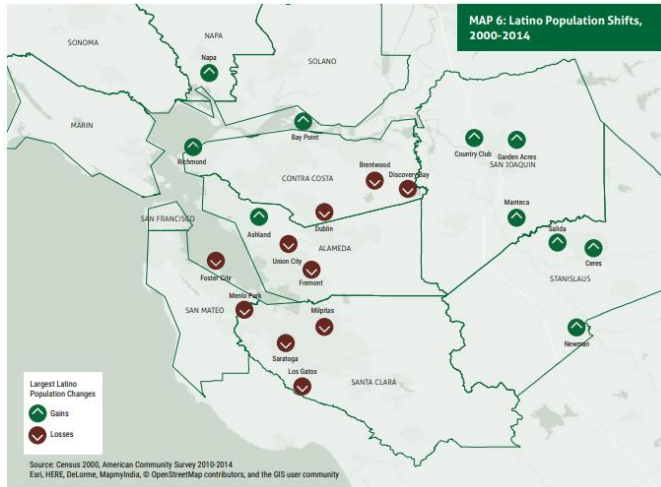 MAP 6: Latino Population Shifts,
2000-2014
NAPA
SONOMA
Napa
SOLANO
MARIN
Bay Point
Richmond
Country Club
Garden Acres
SAN JOAQUIN
Brentwood
Discovery Bay
CONTRA COSTA
Manteca
SAN FRANCISCO
Ashland
Dublin
ALAMEDA
Salida
Ceres
Union City
STANISLAUS
Foster City
Fremont
Menlo Park
SAN MATEO
Milpitas
Newman
Saratoga
Los Gatos
SANTA CLARA
Largest Latino
Population Changes
Gains
Losses
Source: Census 2000, American Community Survey 2010-2014
Esri, HERE, DeLorme, MapmyIndia, © OpenStreetMap contributors, and the GIS user community